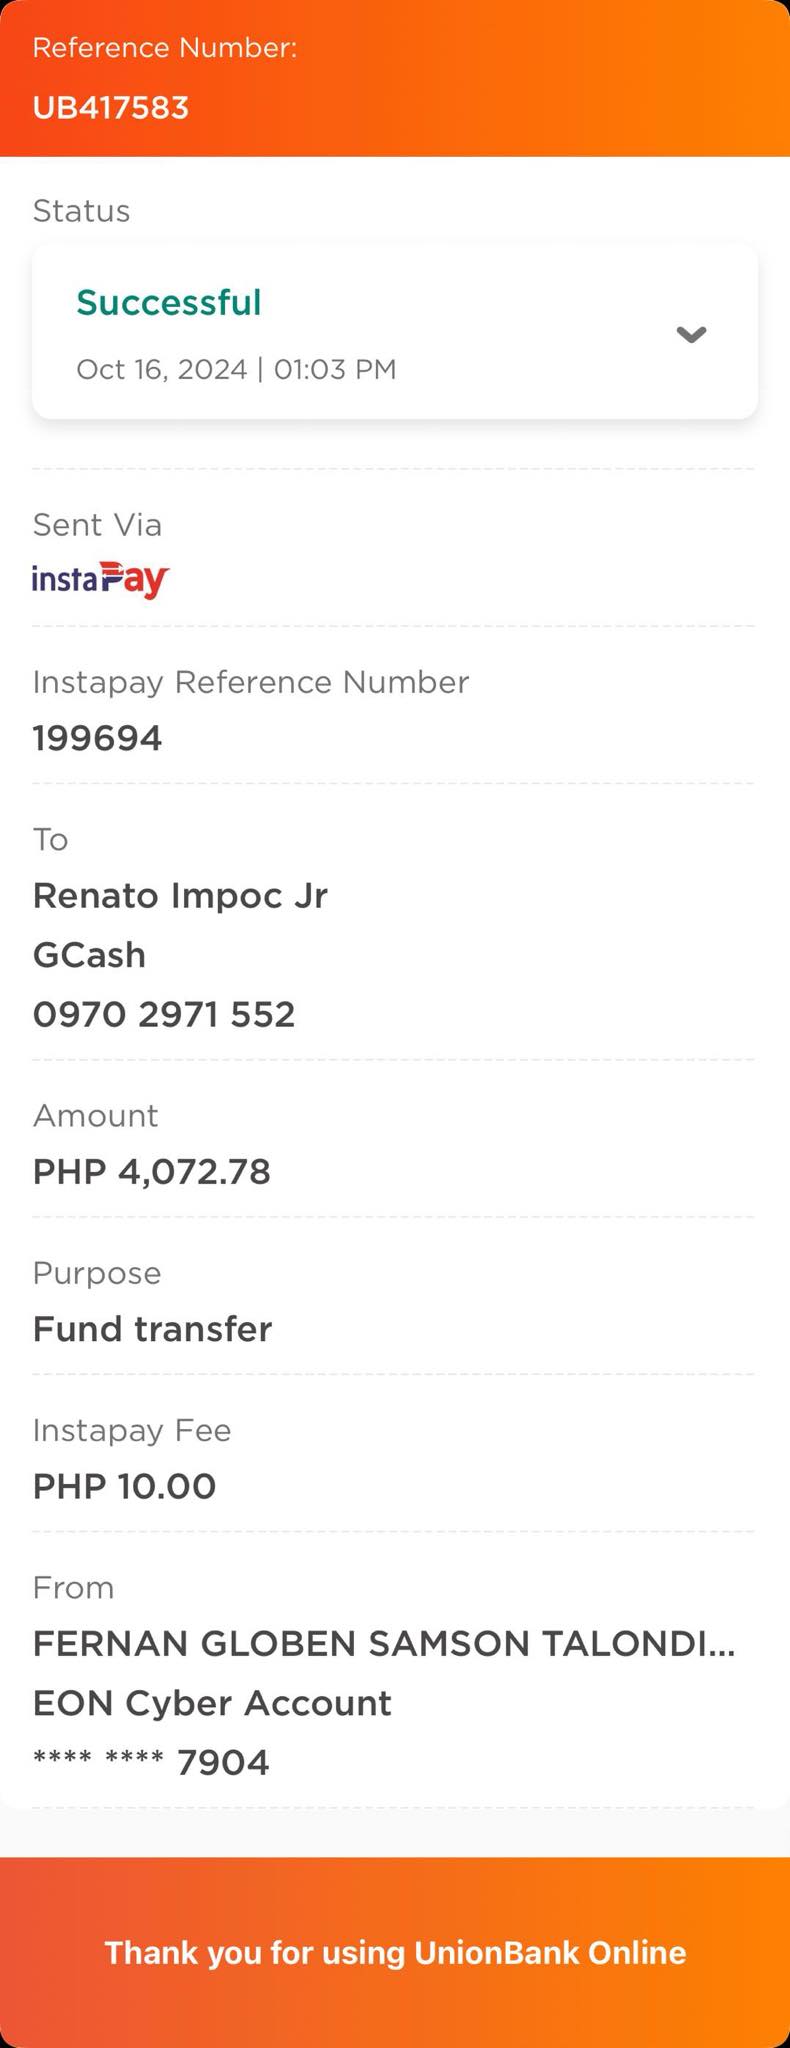 Reference Number:
UB417583
Status
Successful
Oct 16, 2024 | 01:03 PM
Sent Via
instaPay
Instapay Reference Number
199694
To
Renato Impoc Jr
GCash
0970 2971 552
Amount
PHP 4,072.78
Purpose
Fund transfer
Instapay Fee
PHP 10.00
From
FERNAN GLOBEN SAMSON TALONDI...
EON Cyber Account
**** **** 7904
Thank you for using UnionBank Online